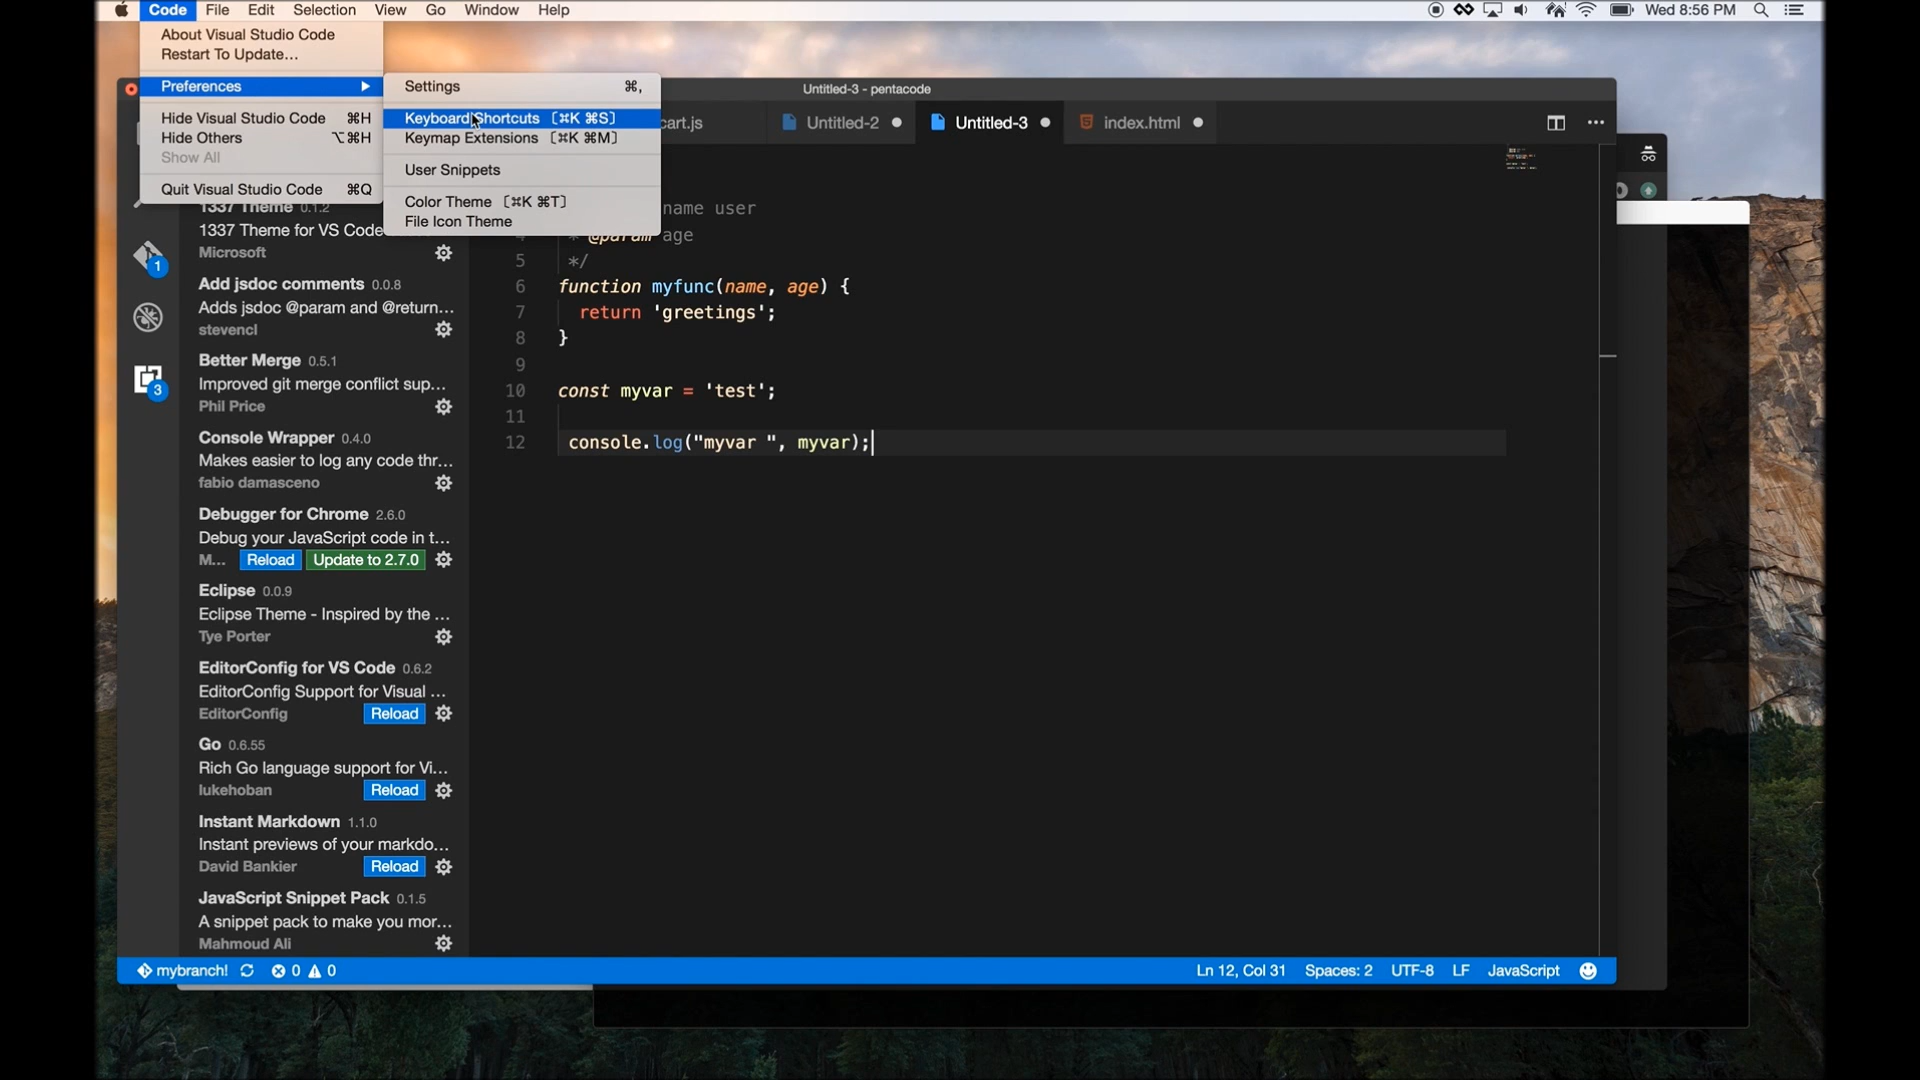 Code File Edit Selection View Go Window Help Wed 8:56 PM
About Visual Studio Code
Restart To Update…
Preferences
Hide Visual Studio Code ⌘H
Hide Others ⌥⌘H
Show All
Quit Visual Studio Code ⌘Q
Settings ⌘,
Keyboard Shortcuts [⌘K ⌘S]
Keymap Extensions [⌘K ⌘M]
User Snippets
Color Theme [⌘K ⌘T]
File Icon Theme
Untitled-3 - pentacode
cart.js Untitled-2 Untitled-3 index.html
1
3
1337 Theme 0.1.2
1337 Theme for VS Code
Microsoft
Add jsdoc comments 0.0.8
Adds jsdoc @param and @return...
stevencl
Better Merge 0.5.1
Improved git merge conflict sup...
Phil Price
Console Wrapper 0.4.0
Makes easier to log any code thr...
fabio damasceno
Debugger for Chrome 2.6.0
Debug your JavaScript code in t...
M... Reload Update to 2.7.0
Eclipse 0.0.9
Eclipse Theme - Inspired by the ...
Tye Porter
EditorConfig for VS Code 0.6.2
EditorConfig Support for Visual ...
EditorConfig Reload
Go 0.6.55
Rich Go language support for Vi...
lukehoban Reload
Instant Markdown 1.1.0
Instant previews of your markdo...
David Bankier Reload
JavaScript Snippet Pack 0.1.5
A snippet pack to make you mor...
Mahmoud Ali
name user
* @param age
5 */
6 function myfunc(name, age) {
7 return 'greetings';
8 }
9
10 const myvar = 'test';
11
12 console.log("myvar ", myvar);
mybranch! 0 0 Ln 12, Col 31 Spaces: 2 UTF-8 LF JavaScript